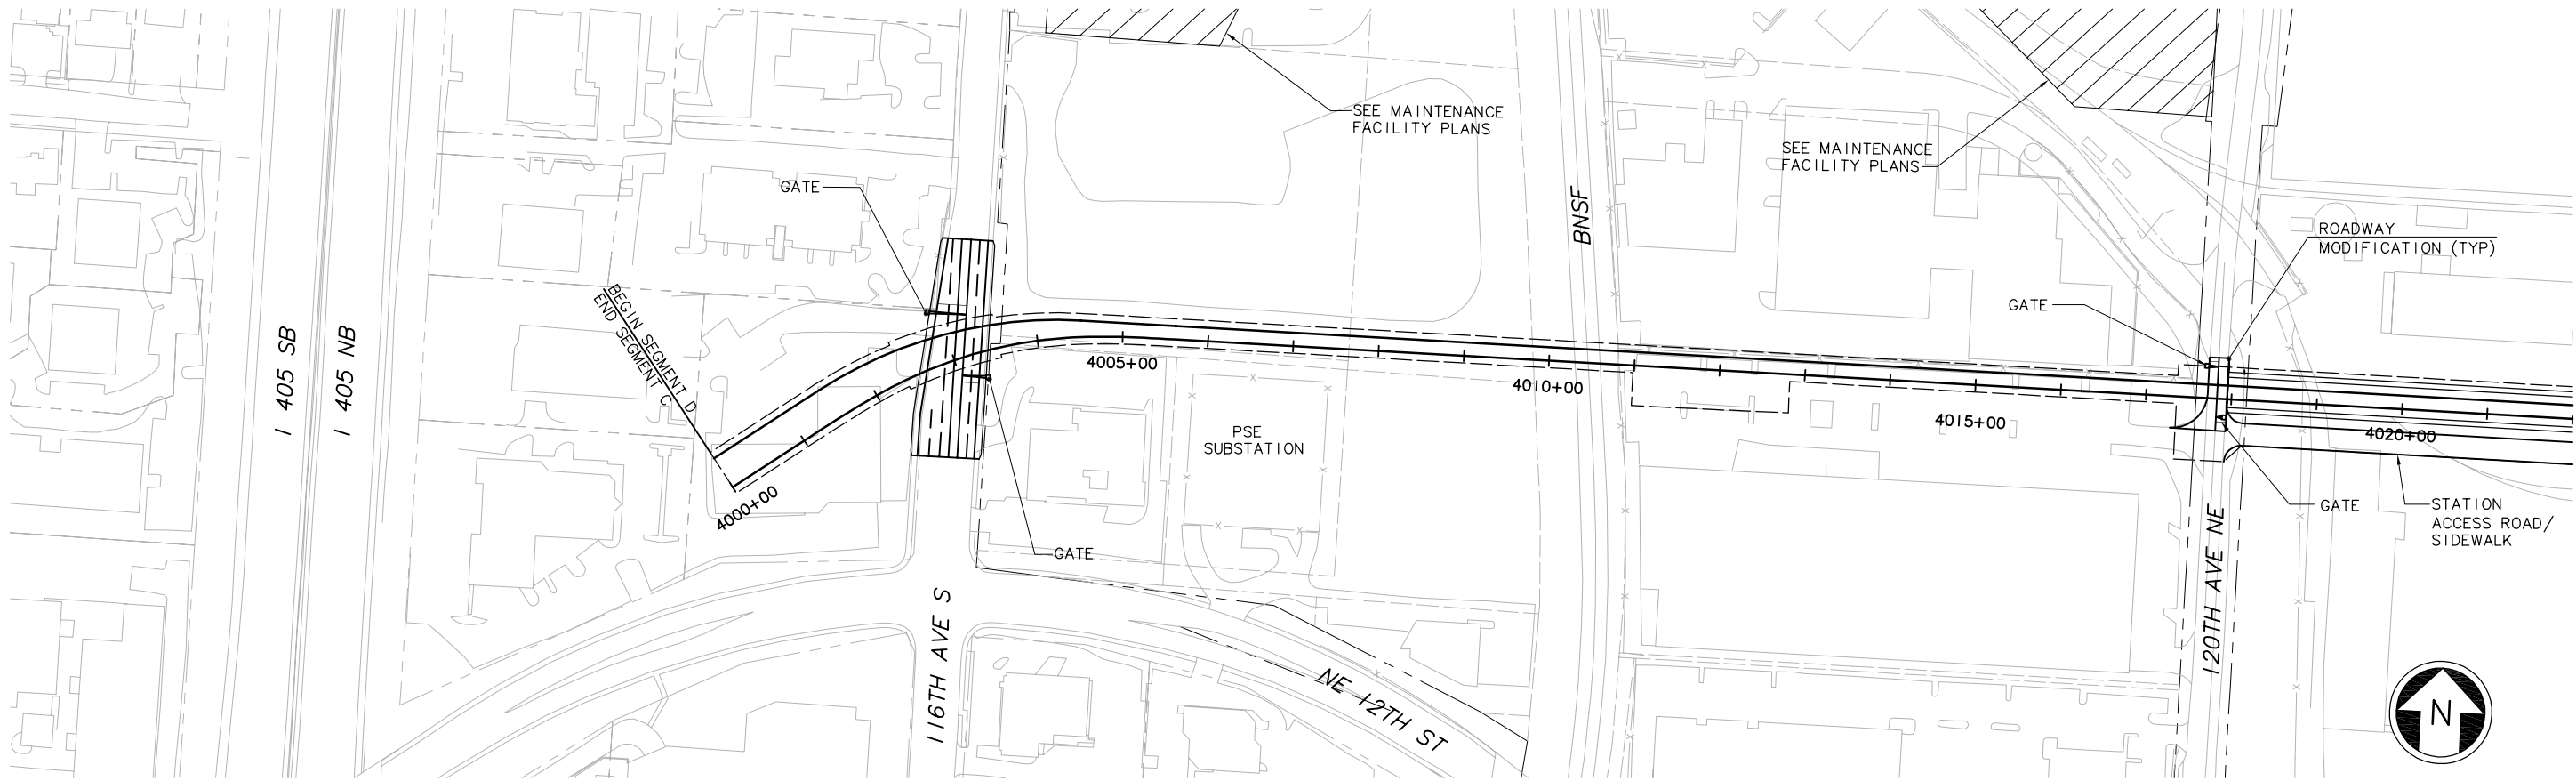 SEE MAINTENANCE
FACILITY PLANS
SEE MAINTENANCE
FACILITY PLANS
GATE
BNSF
ROADWAY
MODIFICATION (TYP)
GATE
BEGIN SEGMENT D
END SEGMENT C
I 405 SB
I 405 NB
4005+00
4010+00
4015+00
4020+00
PSE
SUBSTATION
4000+00
GATE
GATE
STATION
ACCESS ROAD/
SIDEWALK
116TH AVE S
NE 12TH ST
120TH AVE NE
N